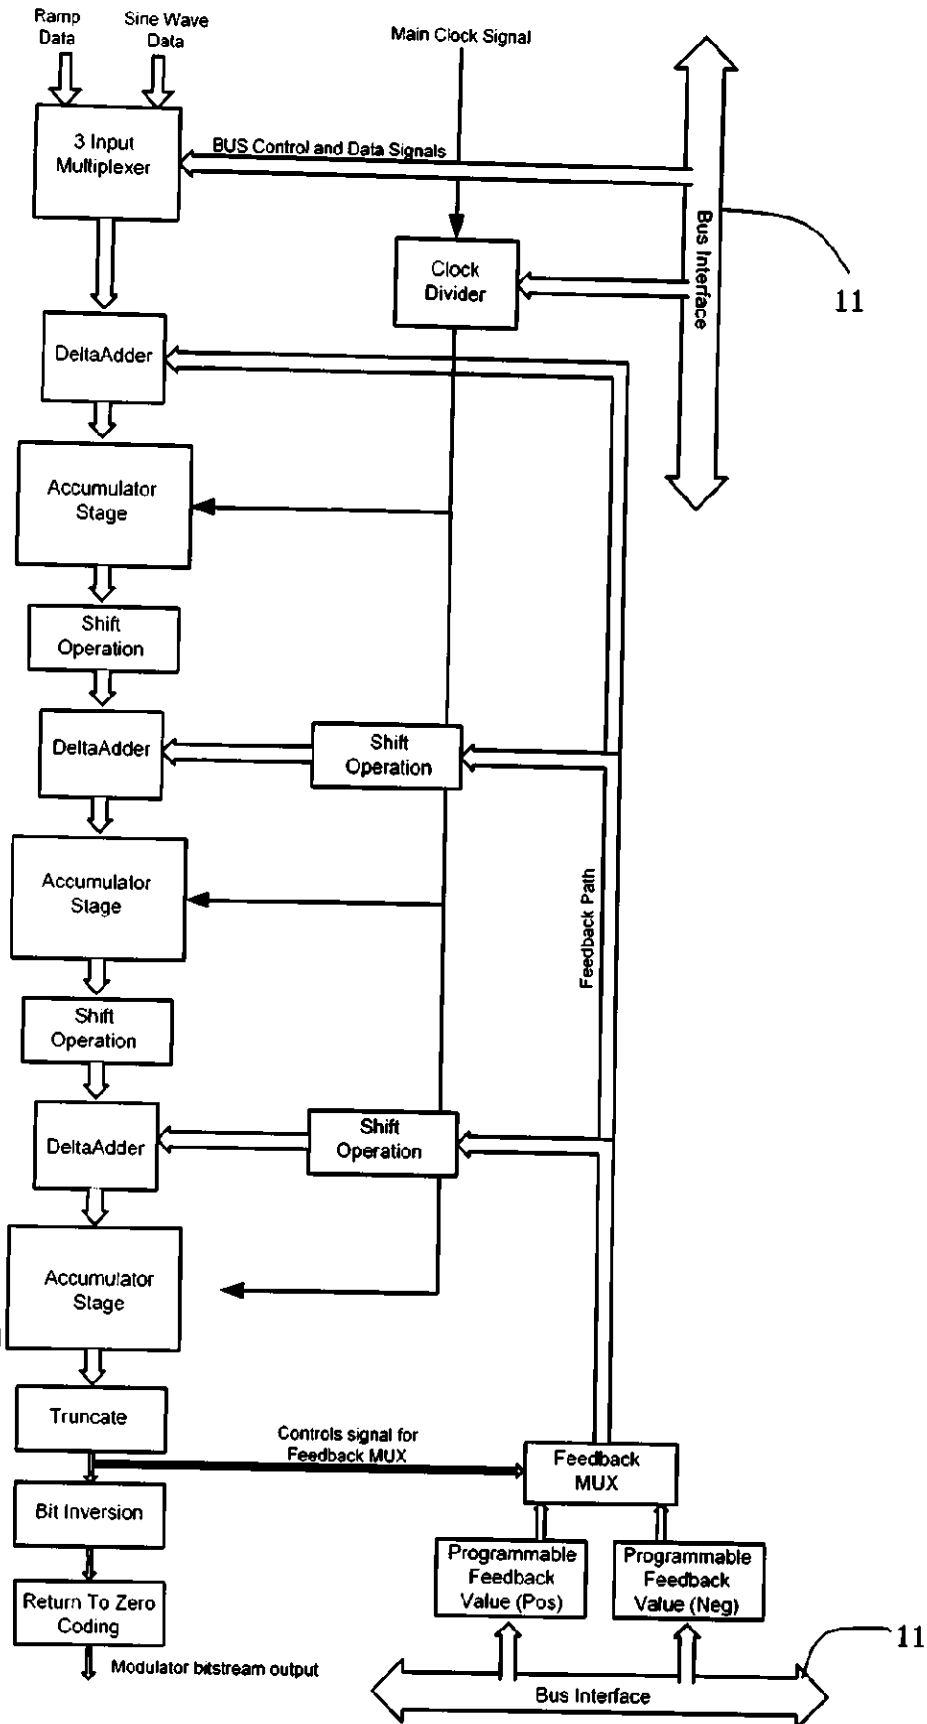 Ramp
Data
Sine Wave
Data
Main Clock Signal
3 Input
Multiplexer
BUS Control and Data Signals
Bus Interface
11
Clock
Divider
DeltaAdder
Accumulator
Stage
Shift
Operation
DeltaAdder
Shift
Operation
Accumulator
Stage
Feedback Path
Shift
Operation
DeltaAdder
Shift
Operation
Accumulator
Stage
Truncate
Controls signal for
Feedback MUX
Feedback
MUX
Bit Inversion
Programmable
Feedback
Value (Pos)
Programmable
Feedback
Value (Neg)
Return To Zero
Coding
11
Modulator bitstream output
Bus Interface